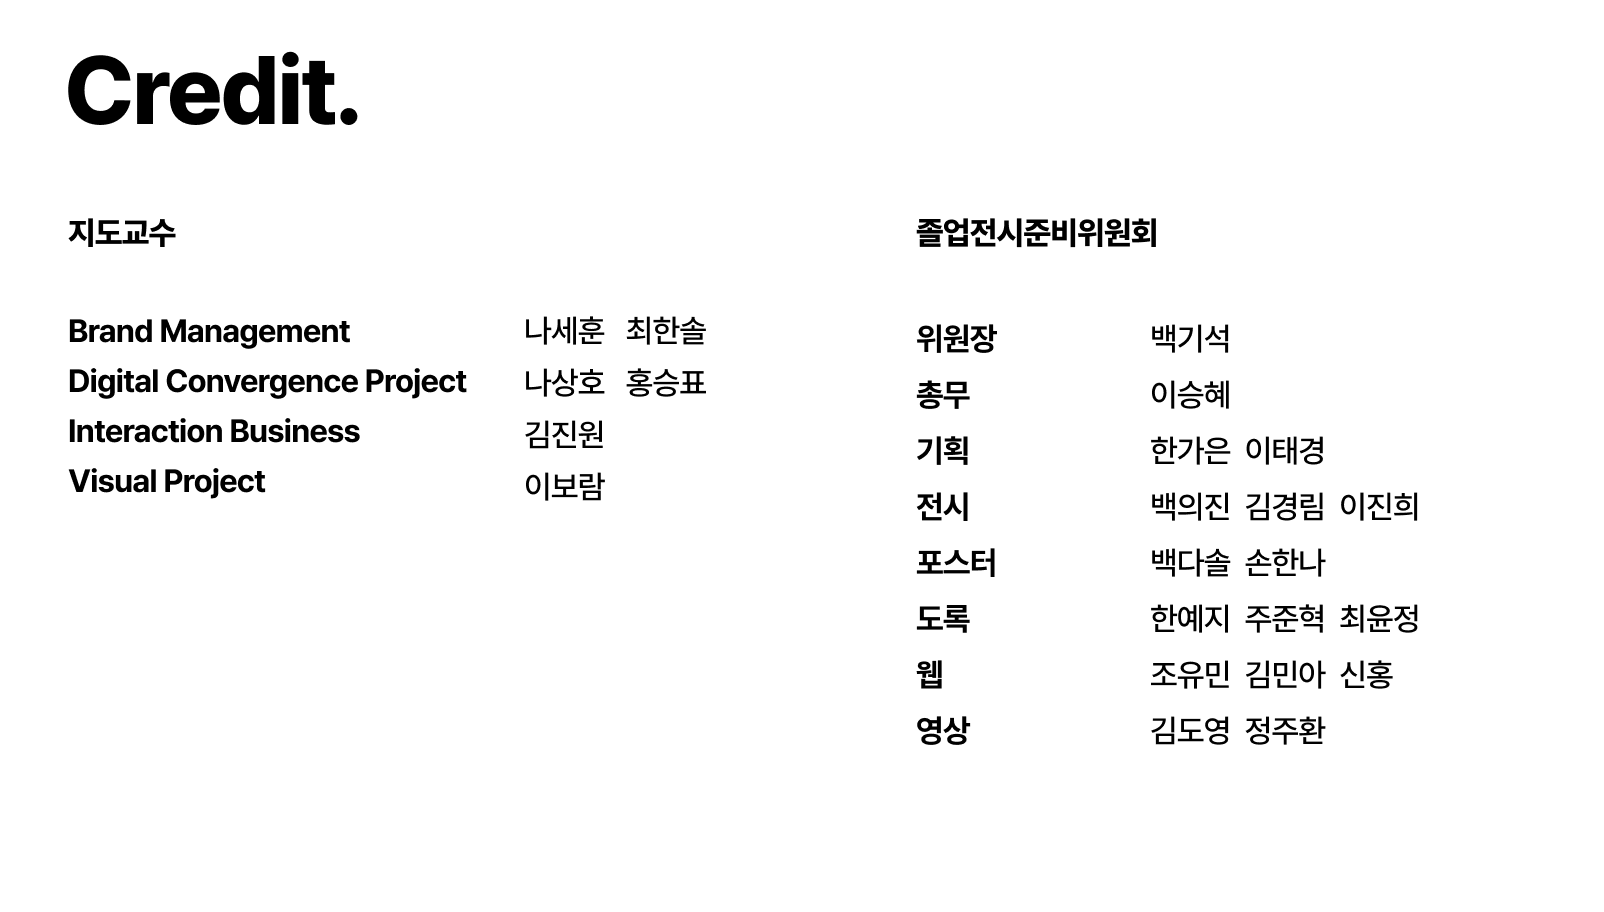 Credit.
지도교수
Brand Management 나세훈 최한솔
Digital Convergence Project 나상호 홍승표
Interaction Business 김진원
Visual Project 이보람
졸업전시준비위원회
위원장 백기석
총무 이승혜
기획 한가은 이태경
전시 백의진 김경림 이진희
포스터 백다솔 손한나
도록 한예지 주준혁 최윤정
웹 조유민 김민아 신홍
영상 김도영 정주환